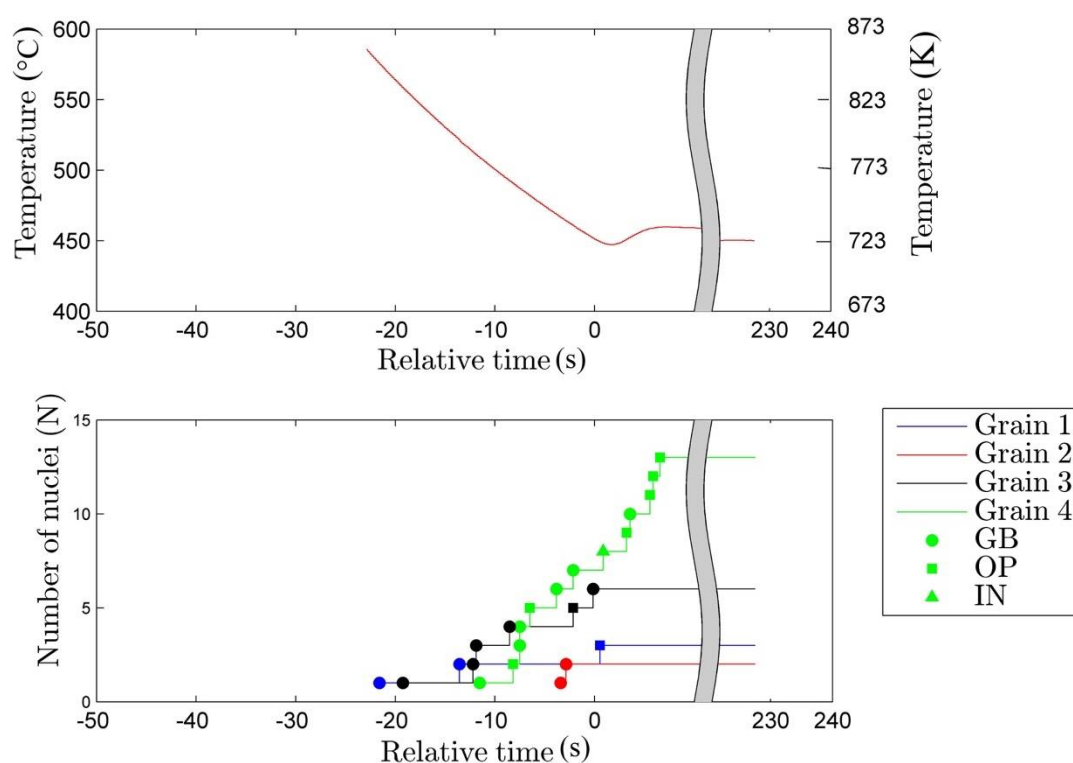 600
550
500
450
400
Temperature (°C)
873
823
773
723
673
Temperature (K)
-50
-40
-30
-20
-10
0
230
240
Relative time (s)
15
10
5
0
Number of nuclei (N)
-50
-40
-30
-20
-10
0
230
240
Relative time (s)
Grain 1
Grain 2
Grain 3
Grain 4
GB
OP
IN